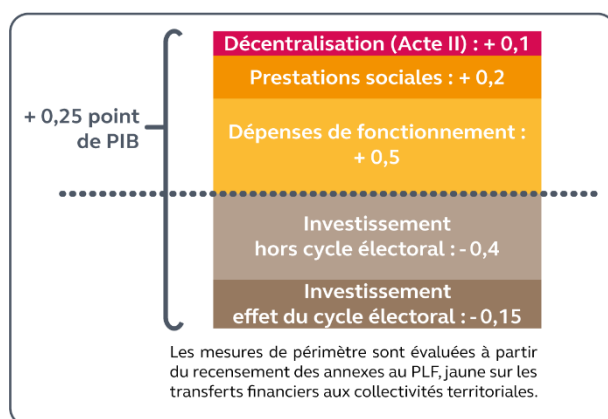 Décentralisation (Acte II) : + 0,1
Prestations sociales : + 0,2
+ 0,25 point
de PIB
Dépenses de fonctionnement :
+ 0,5
Investissement
hors cycle électoral : - 0,4
Investissement
effet du cycle électoral : - 0,15
Les mesures de périmètre sont évaluées à partir
du recensement des annexes au PLF, jaune sur les
transferts financiers aux collectivités territoriales.